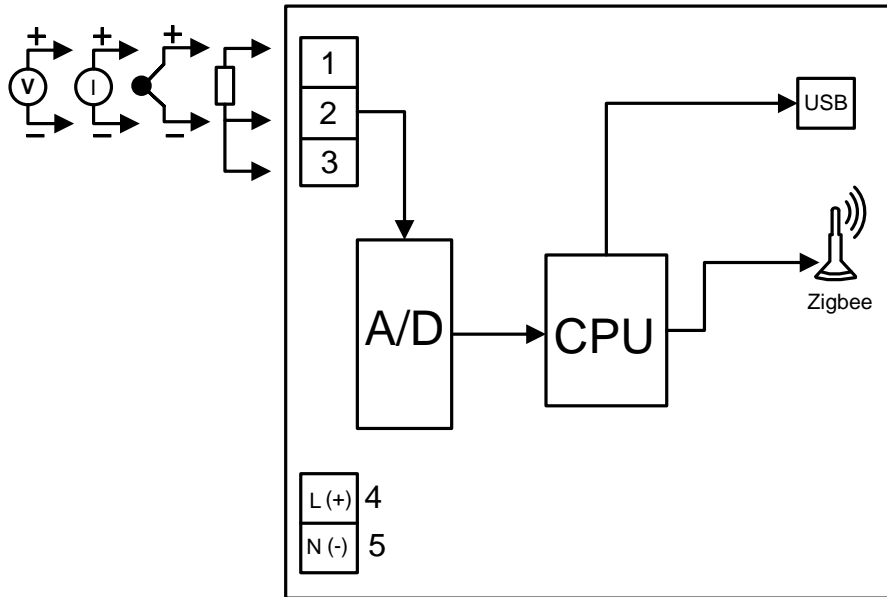 + + +
V I
− − −
1
2
3
USB
A/D
CPU
Zigbee
L (+) 4
N (-) 5